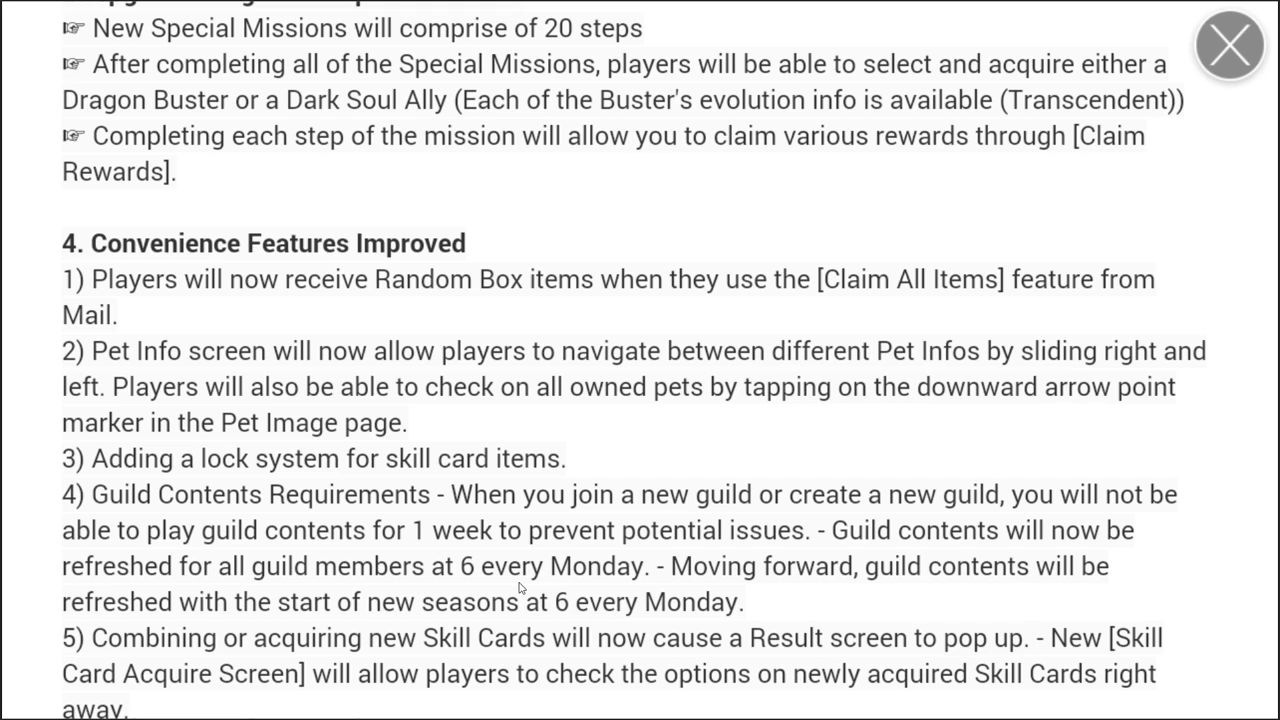 ☞ New Special Missions will comprise of 20 steps
☞ After completing all of the Special Missions, players will be able to select and acquire either a
Dragon Buster or a Dark Soul Ally (Each of the Buster's evolution info is available (Transcendent))
☞ Completing each step of the mission will allow you to claim various rewards through [Claim
Rewards].
4. Convenience Features Improved
1) Players will now receive Random Box items when they use the [Claim All Items] feature from
Mail.
2) Pet Info screen will now allow players to navigate between different Pet Infos by sliding right and
left. Players will also be able to check on all owned pets by tapping on the downward arrow point
marker in the Pet Image page.
3) Adding a lock system for skill card items.
4) Guild Contents Requirements - When you join a new guild or create a new guild, you will not be
able to play guild contents for 1 week to prevent potential issues. - Guild contents will now be
refreshed for all guild members at 6 every Monday. - Moving forward, guild contents will be
refreshed with the start of new seasons at 6 every Monday.
5) Combining or acquiring new Skill Cards will now cause a Result screen to pop up. - New [Skill
Card Acquire Screen] will allow players to check the options on newly acquired Skill Cards right
away.